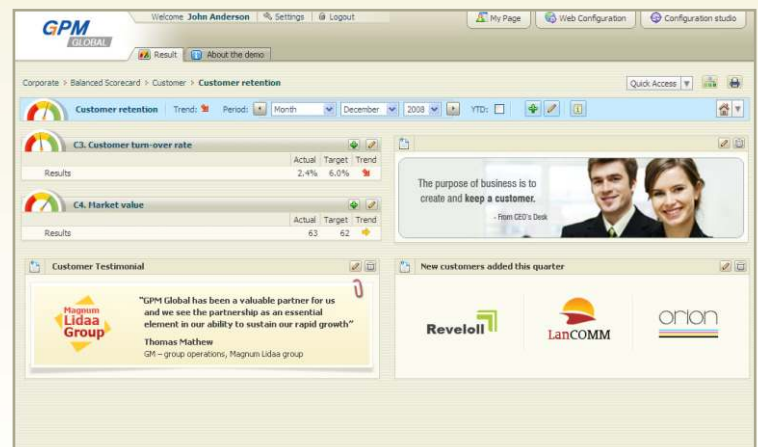 Welcome John Anderson Settings Logout My Page Web Configuration Configuration studio
GPM
GLOBAL
Result About the demo
Corporate > Balanced Scorecard > Customer > Customer retention Quick Access
Customer retention Trend: Period: Month December 2008 YTD:
C3. Customer turn-over rate
Actual Target Trend
Results 2.4% 6.0%
C4. Market value
Actual Target Trend
Results 63 62
The purpose of business is to
create and keep a customer.
- From CEO's Desk
Customer Testimonial
Magnum
Lidaa
Group
"GPM Global has been a valuable partner for us
and we see the partnership as an essential
element in our ability to sustain our rapid growth"
Thomas Mathew
GM – group operations, Magnum Lidaa group
New customers added this quarter
Reveloll
LanCOMM
orion